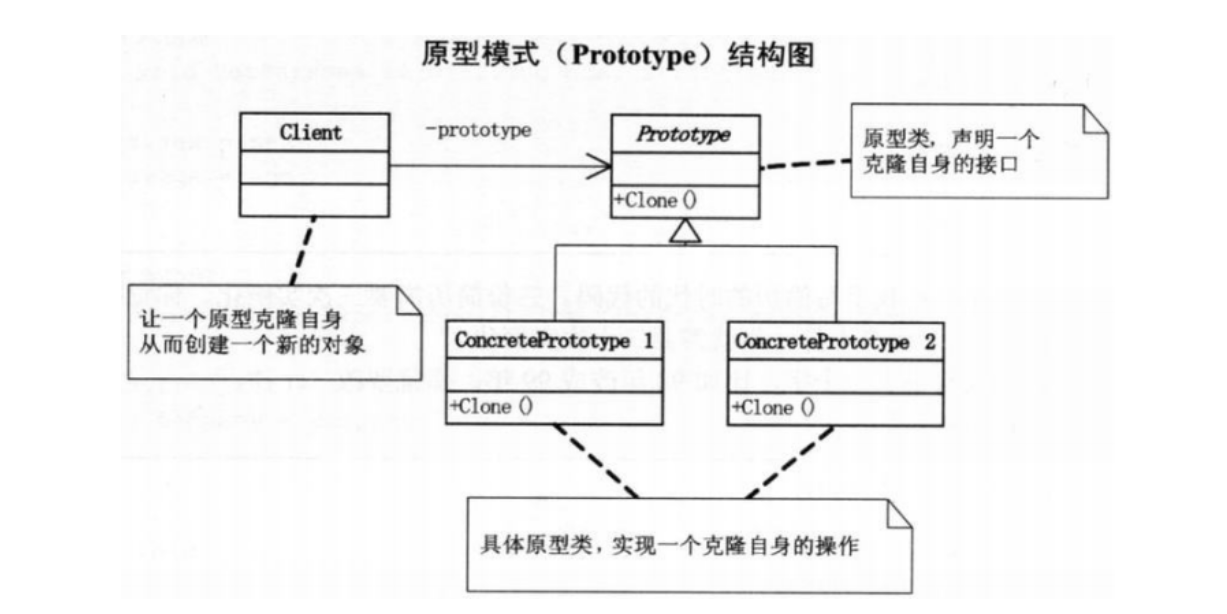 原型模式（Prototype）结构图
Client
-prototype
Prototype
+Clone()
原型类，声明一个
克隆自身的接口
让一个原型克隆自身
从而创建一个新的对象
ConcretePrototype 1
+Clone()
ConcretePrototype 2
+Clone()
具体原型类，实现一个克隆自身的操作